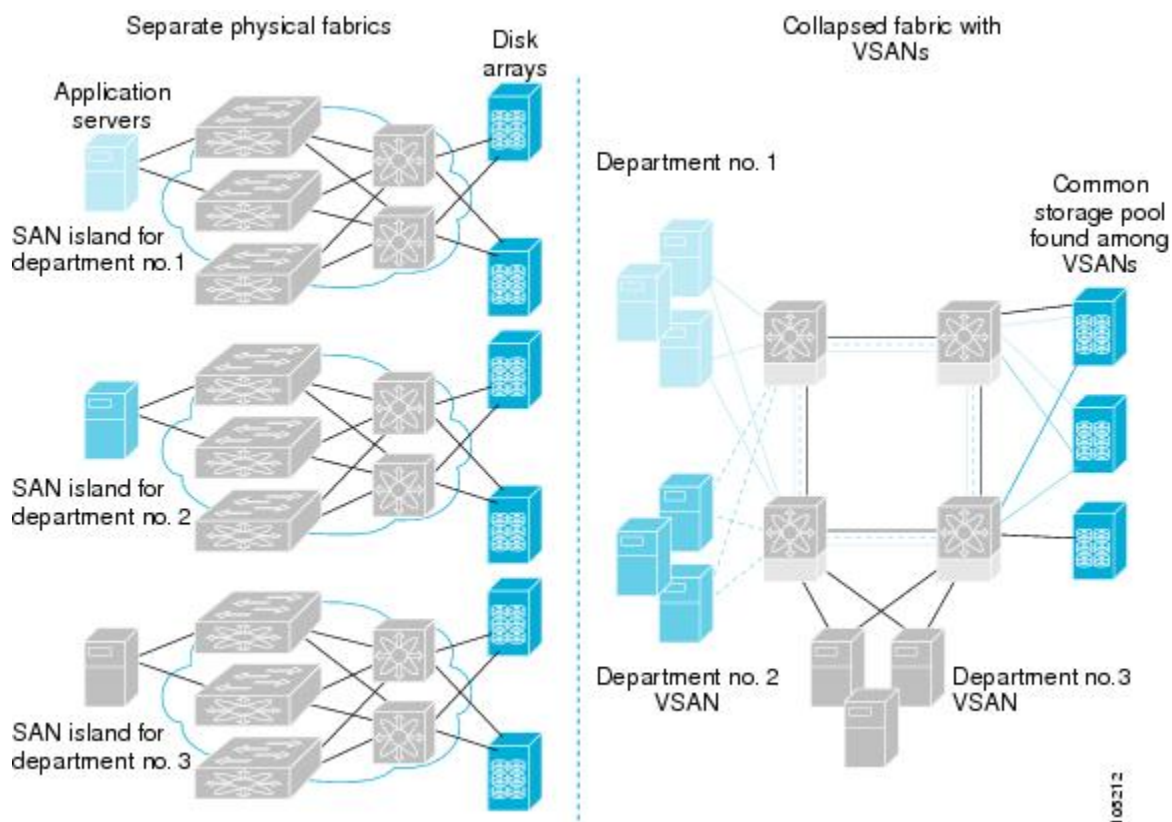 Separate physical fabrics
Disk
arrays
Application
servers
SAN island for
department no.1
SAN island for
department no. 2
SAN island for
department no. 3
Collapsed fabric with
VSANs
Department no. 1
Common
storage pool
found among
VSANs
Department no. 2
VSAN
Department no.3
VSAN
105212